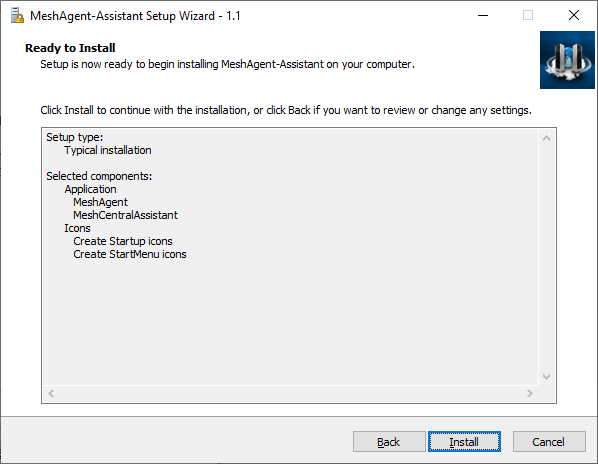 MeshAgent-Assistant Setup Wizard - 1.1
Ready to Install
Setup is now ready to begin installing MeshAgent-Assistant on your computer.
Click Install to continue with the installation, or click Back if you want to review or change any settings.
Setup type:
Typical installation
Selected components:
Application
MeshAgent
MeshCentralAssistant
Icons
Create Startup icons
Create StartMenu icons
Back
Install
Cancel